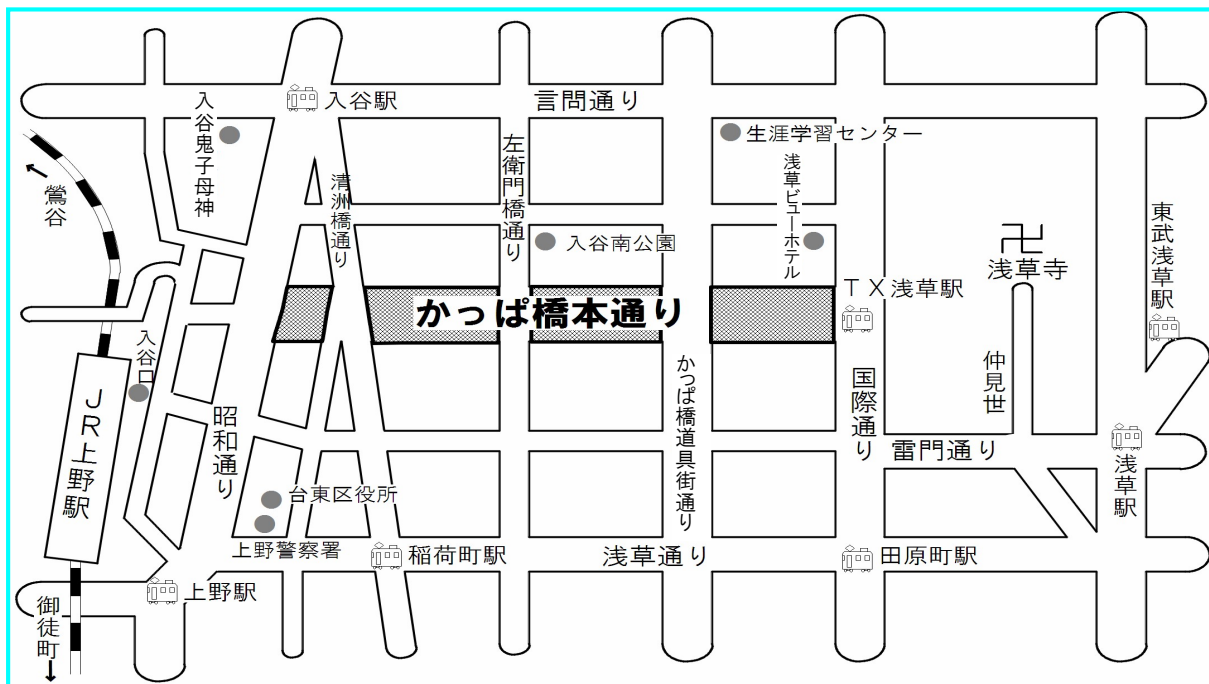 入谷駅
言問通り
入谷鬼子母神
生涯学習センター
左衛門橋通り
浅草ビューホテル
清洲橋通り
鶯谷
東武浅草駅
入谷南公園
卍
浅草寺
TX浅草駅
かっぱ橋本通り
入谷口
仲見世
かっぱ橋道具街通り
国際通り
JR上野駅
昭和通り
雷門通り
浅草駅
台東区役所
上野警察署
稲荷町駅
浅草通り
田原町駅
上野駅
御徒町